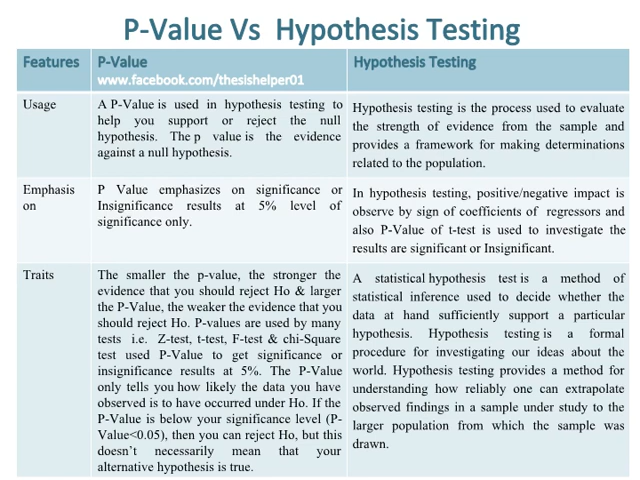 P-Value Vs Hypothesis Testing
Features
P-Value
www.facebook.com/thesishelper01
Hypothesis Testing
Usage
A P-Value is used in hypothesis testing to
help you support or reject the null
hypothesis. The p value is the evidence
against a null hypothesis.
Hypothesis testing is the process used to evaluate
the strength of evidence from the sample and
provides a framework for making determinations
related to the population.
Emphasis
on
P Value emphasizes on significance or
Insignificance results at 5% level of
significance only.
In hypothesis testing, positive/negative impact is
observe by sign of coefficients of regressors and
also P-Value of t-test is used to investigate the
results are significant or Insignificant.
Traits
The smaller the p-value, the stronger the
evidence that you should reject Ho & larger
the P-Value, the weaker the evidence that you
should reject Ho. P-values are used by many
tests i.e. Z-test, t-test, F-test & chi-Square
test used P-Value to get significance or
insignificance results at 5%. The P-Value
only tells you how likely the data you have
observed is to have occurred under Ho. If the
P-Value is below your significance level (P-
Value<0.05), then you can reject Ho, but this
doesn't necessarily mean that your
alternative hypothesis is true.
A statistical hypothesis test is a method of
statistical inference used to decide whether the
data at hand sufficiently support a particular
hypothesis. Hypothesis testing is a formal
procedure for investigating our ideas about the
world. Hypothesis testing provides a method for
understanding how reliably one can extrapolate
observed findings in a sample under study to the
larger population from which the sample was
drawn.